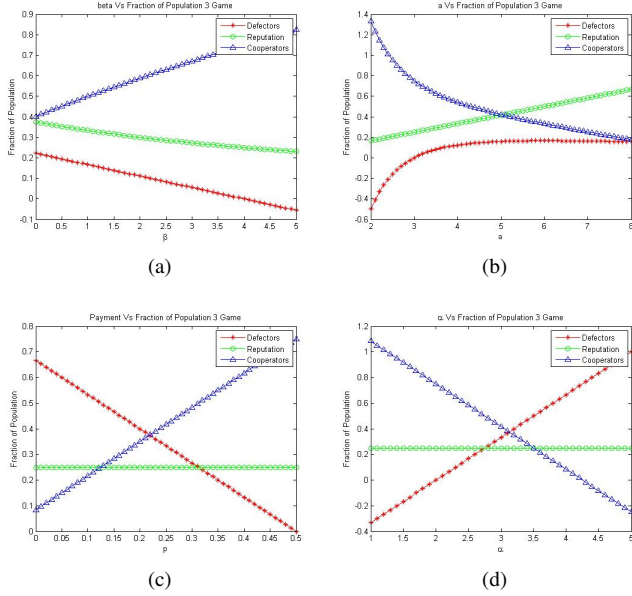 beta Vs Fraction of Population 3 Game
Fraction of Population
0.9
0.8
0.7
0.6
0.5
0.4
0.3
0.2
0.1
0
-0.1
0 0.5 1 1.5 2 2.5 3 3.5 4 4.5 5
β
Defectors
Reputation
Cooperators
(a)
a Vs Fraction of Population 3 Game
Fraction of Population
1.4
1.2
1
0.8
0.6
0.4
0.2
0
-0.2
-0.4
-0.6
2 3 4 5 6 7 8
a
Defectors
Reputation
Cooperators
(b)
Payment Vs Fraction of Population 3 Game
Fraction of Population
0.8
0.7
0.6
0.5
0.4
0.3
0.2
0.1
0
0 0.05 0.1 0.15 0.2 0.25 0.3 0.35 0.4 0.45 0.5
p
Defectors
Reputation
Cooperators
(c)
α Vs Fraction of Population 3 Game
Fraction of Population
1.2
1
0.8
0.6
0.4
0.2
0
-0.2
-0.4
1 1.5 2 2.5 3 3.5 4 4.5 5
α
Defectors
Reputation
Cooperators
(d)